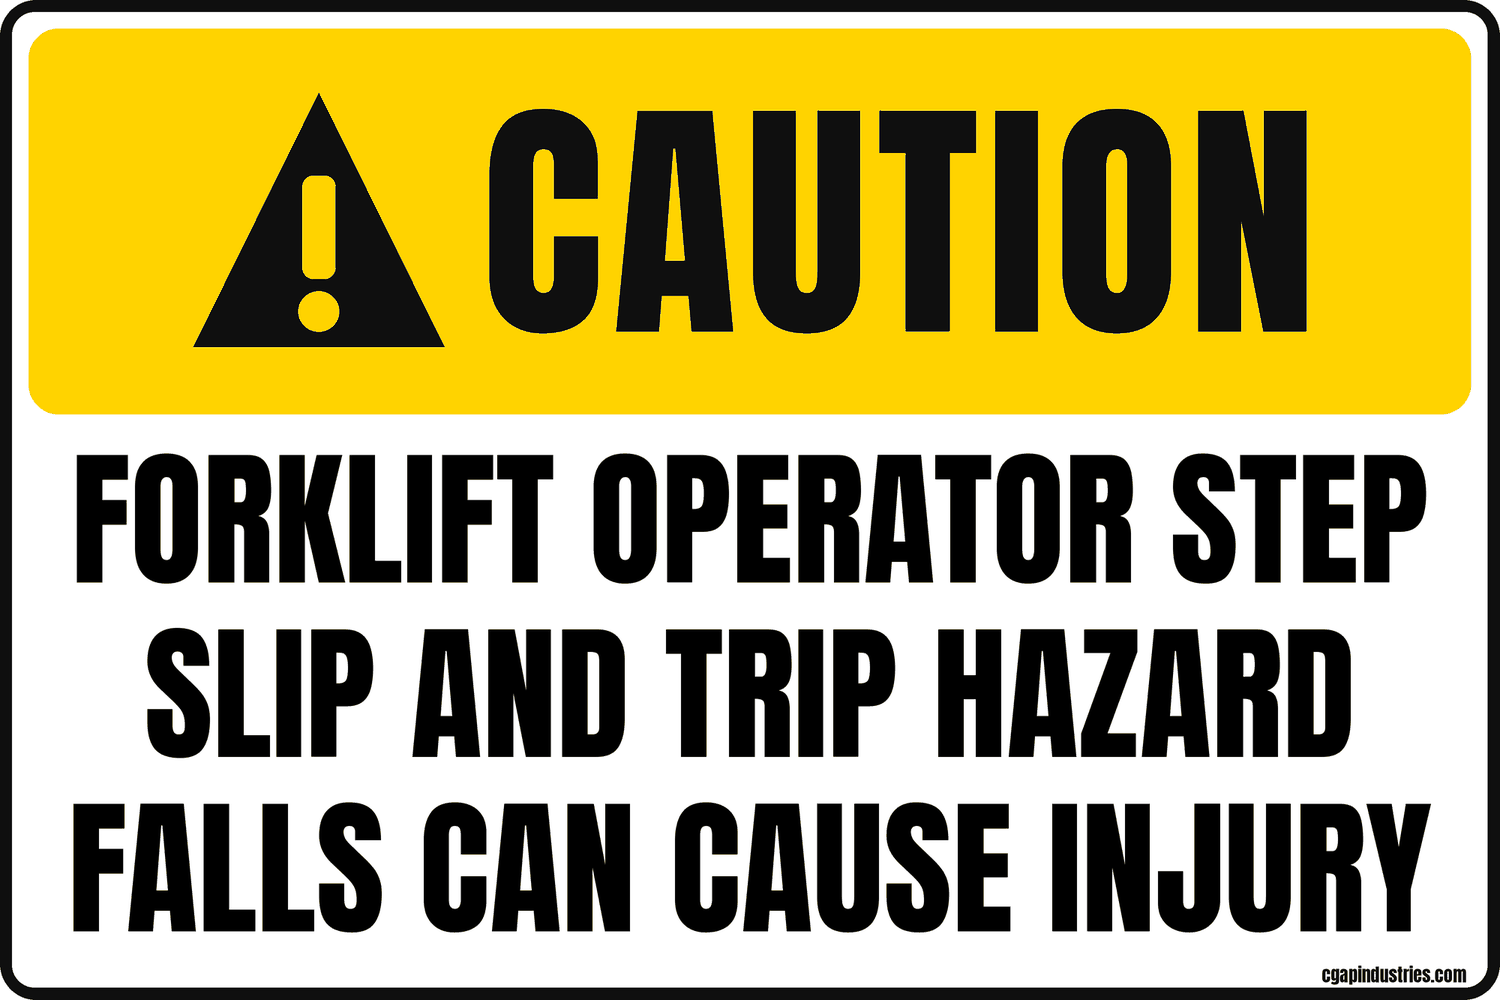 CAUTION
FORKLIFT OPERATOR STEP
SLIP AND TRIP HAZARD
FALLS CAN CAUSE INJURY
cgapindustries.com